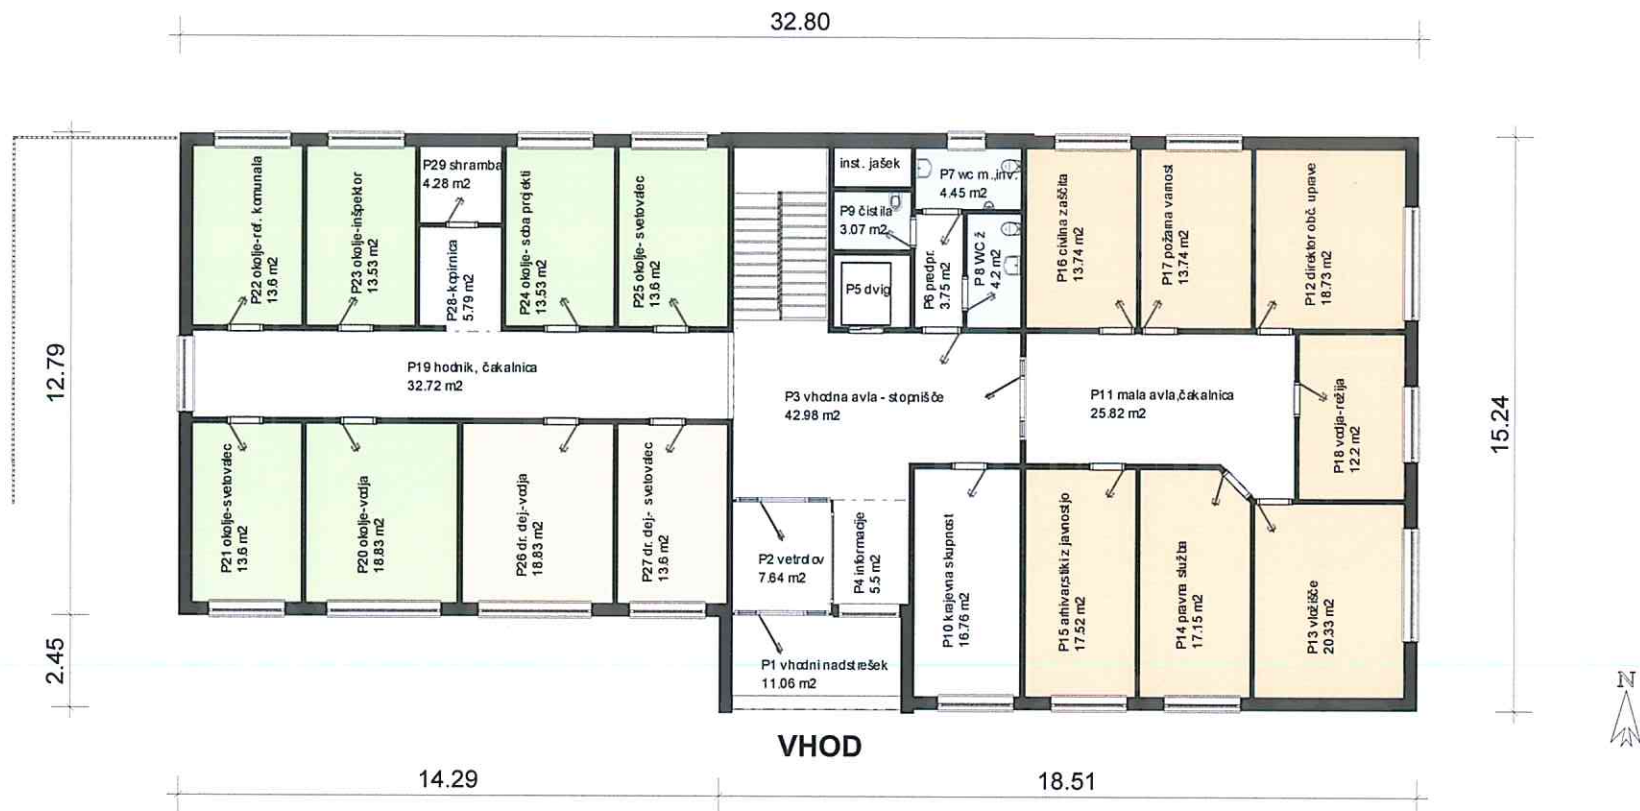 32.80
P22 okolje-ref. komunala
13.6 m2
P23 okolje-inšpektor
13.53 m2
P29 shramba
4.28 m2
P28-kopirnica
5.79 m2
P24 okolje- soba projekti
13.53 m2
P25 okolje- svetovalec
13.6 m2
inst. jašek
P9 čistila
3.07 m2
P5 dvig
P7 wc m.,inv.
4.45 m2
P6 predpr.
3.75 m2
P8 WC ž
4.2 m2
P16 civilna zaščita
13.74 m2
P17 požarna varnost
13.74 m2
P12 direktor obč. uprave
18.73 m2
12.79
P19 hodnik, čakalnica
32.72 m2
P3 vhodna avla - stopnišče
42.98 m2
P11 mala avla,čakalnica
25.82 m2
P18 vodja-režija
12.2 m2
15.24
P21 okolje-svetovalec
13.6 m2
P20 okolje-vodja
18.83 m2
P26 dr. dej.-vodja
18.83 m2
P27 dr. dej.- svetovalec
13.6 m2
P2 vetrolov
7.64 m2
P4 informacije
5.5 m2
P10 krajevna skupnost
16.76 m2
P15 arhivar,stiki z javnostjo
17.52 m2
P14 pravna služba
17.15 m2
P13 vložišče
20.33 m2
2.45
P1 vhodni nadstrešek
11.06 m2
N
VHOD
14.29
18.51